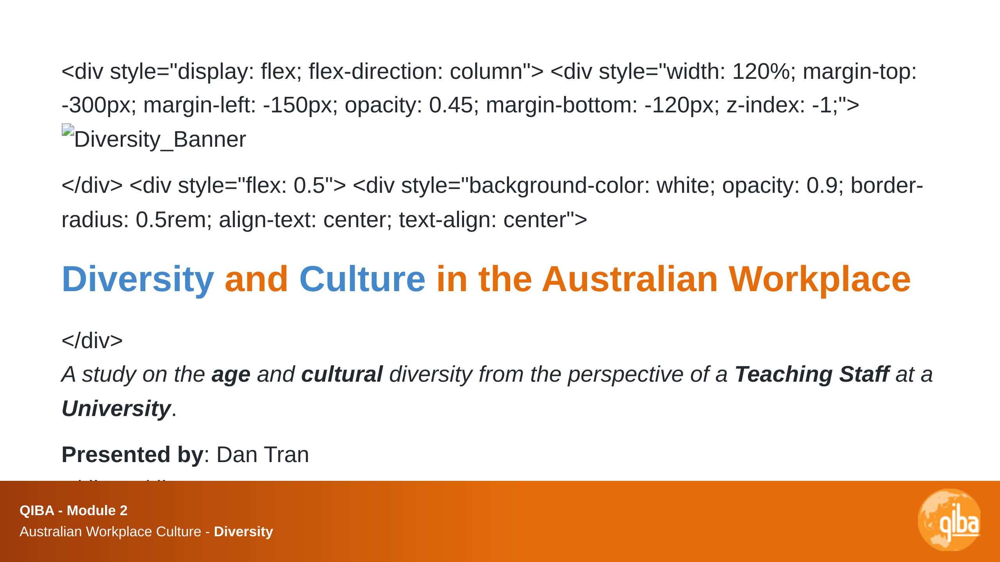 <div style="display: flex; flex-direction: column"> <div style="width: 120%; margin-top:
-300px; margin-left: -150px; opacity: 0.45; margin-bottom: -120px; z-index: -1;">
Diversity_Banner
</div> <div style="flex: 0.5"> <div style="background-color: white; opacity: 0.9; border-
radius: 0.5rem; align-text: center; text-align: center">
Diversity and Culture in the Australian Workplace
</div>
A study on the age and cultural diversity from the perspective of a Teaching Staff at a
University.
Presented by: Dan Tran
QIBA - Module 2
Australian Workplace Culture - Diversity
qiba